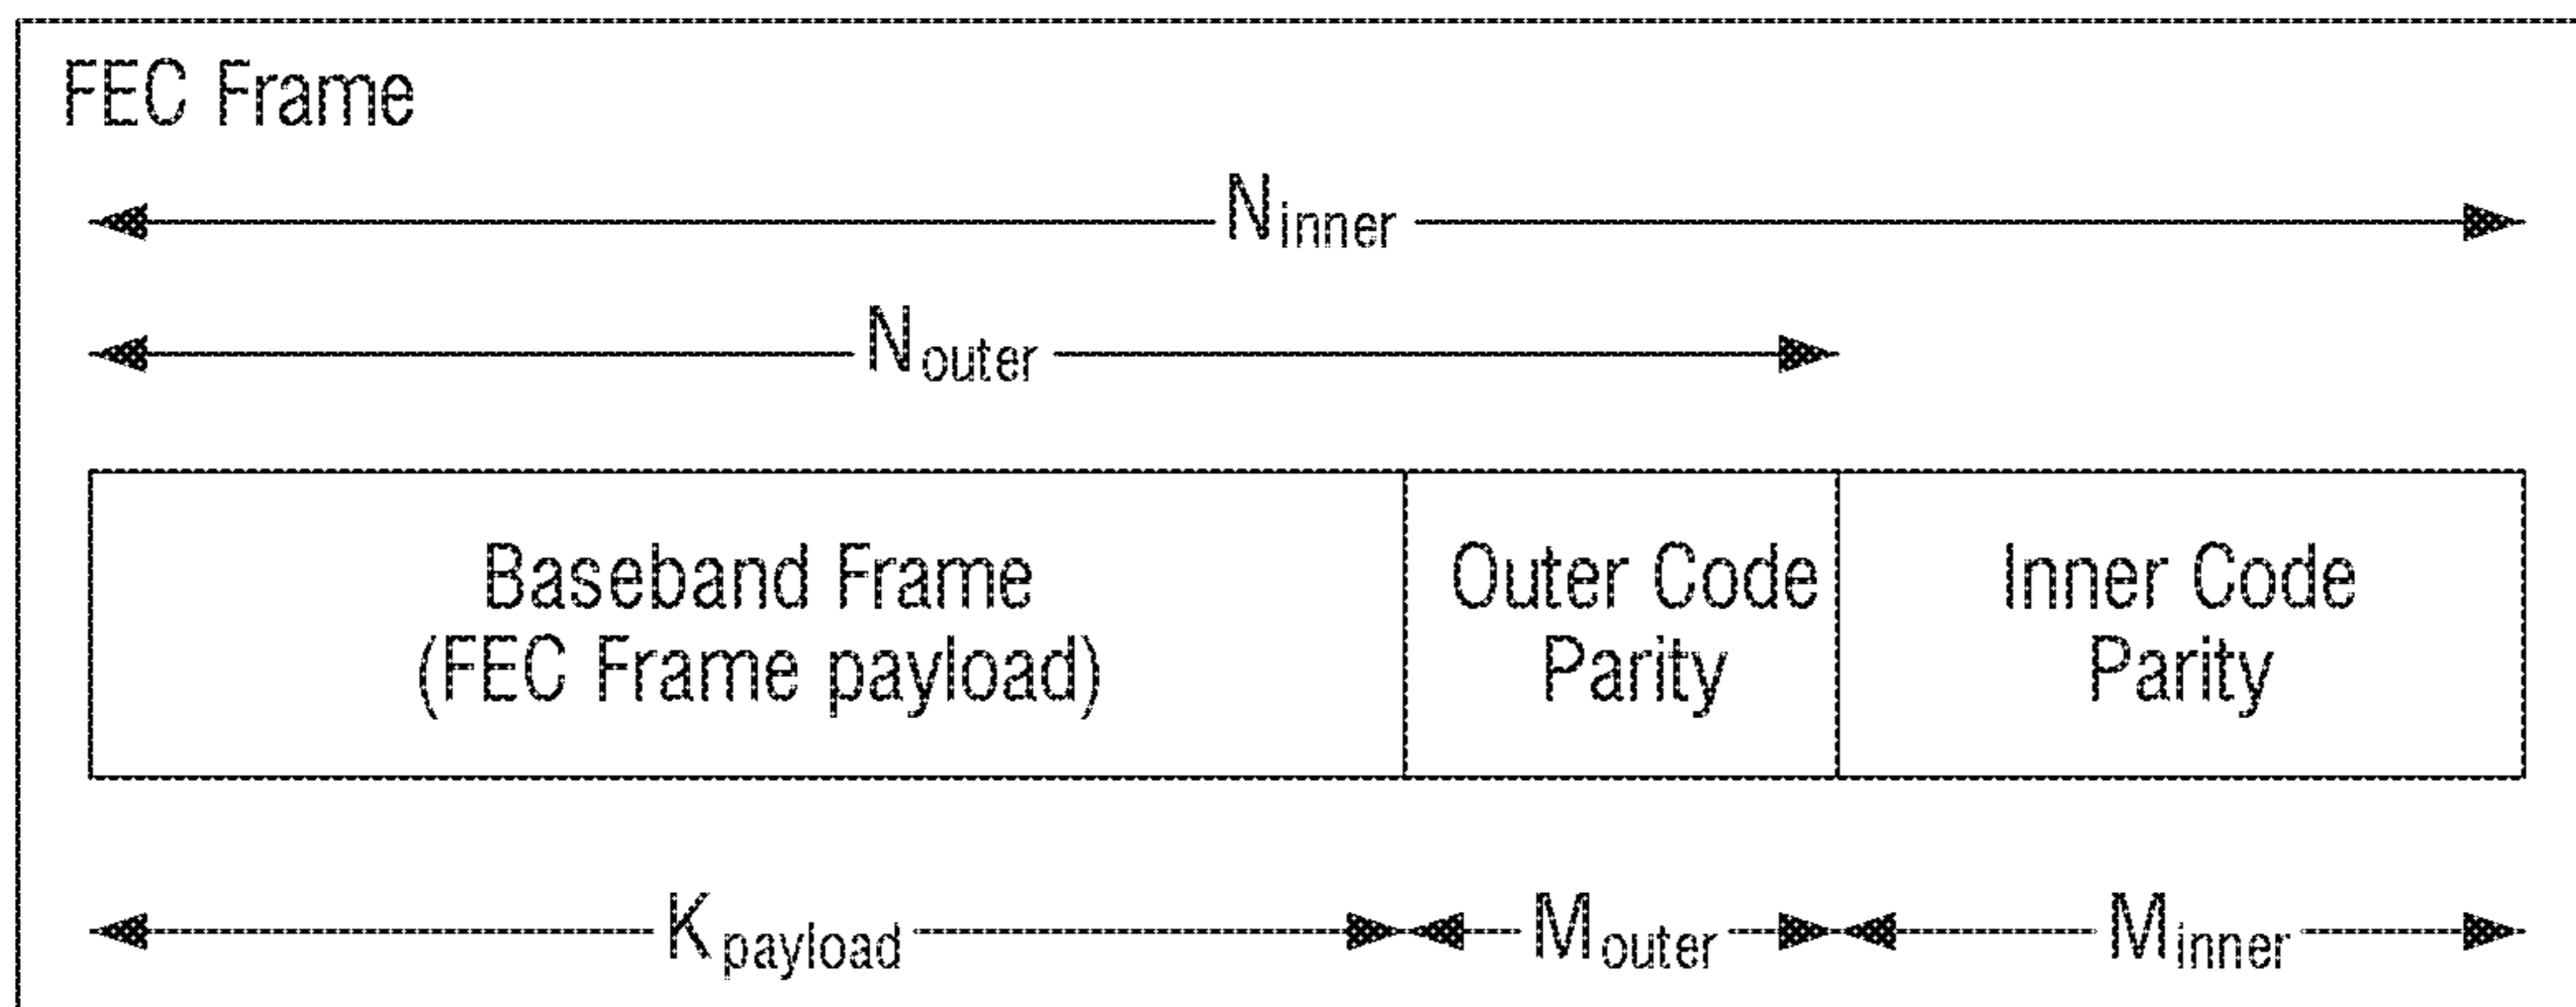 FEC Frame
Ninner
Nouter
Baseband Frame
(FEC Frame payload)
Outer Code
Parity
Inner Code
Parity
Kpayload
Mouter
Minner